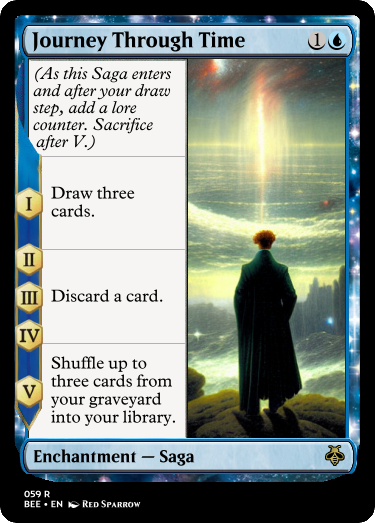 Journey Through Time
1
(As this Saga enters
and after your draw
step, add a lore
counter. Sacrifice
after V.)
I
Draw three
cards.
II
III
Discard a card.
IV
V
Shuffle up to
three cards from
your graveyard
into your library.
Enchantment — Saga
059 R
BEE • EN Red Sparrow